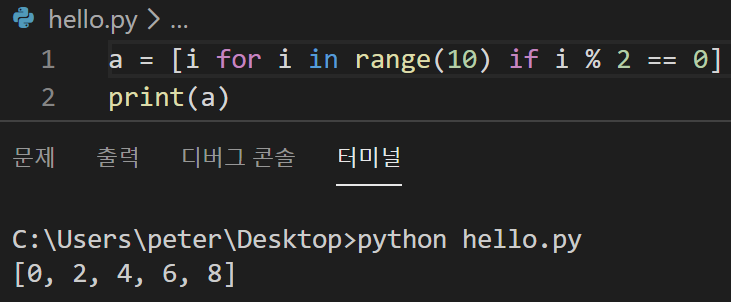 hello.py > ...
1 a = [i for i in range(10) if i % 2 == 0]
2 print(a)
문제 출력 디버그 콘솔 터미널
C:\Users\peter\Desktop>python hello.py
[0, 2, 4, 6, 8]